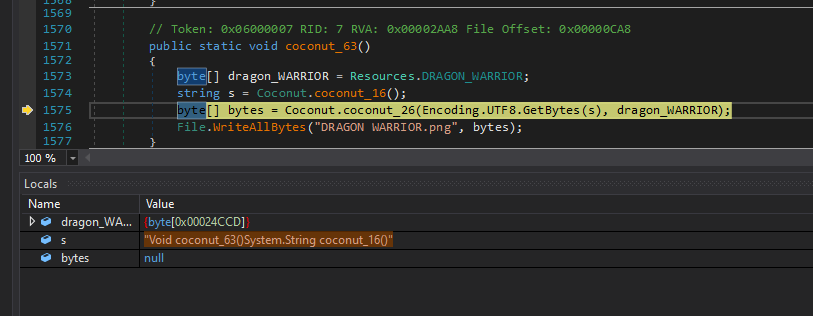 1568 }
1569
1570 // Token: 0x06000007 RID: 7 RVA: 0x00002AA8 File Offset: 0x00000CA8
1571 public static void coconut_63()
1572 {
1573 byte[] dragon_WARRIOR = Resources.DRAGON_WARRIOR;
1574 string s = Coconut.coconut_16();
1575 byte[] bytes = Coconut.coconut_26(Encoding.UTF8.GetBytes(s), dragon_WARRIOR);
1576 File.WriteAllBytes("DRAGON WARRIOR.png", bytes);
1577 }
100 %
Locals
Name Value
dragon_WA... {byte[0x00024CCD]}
s "Void coconut_63()System.String coconut_16()"
bytes null